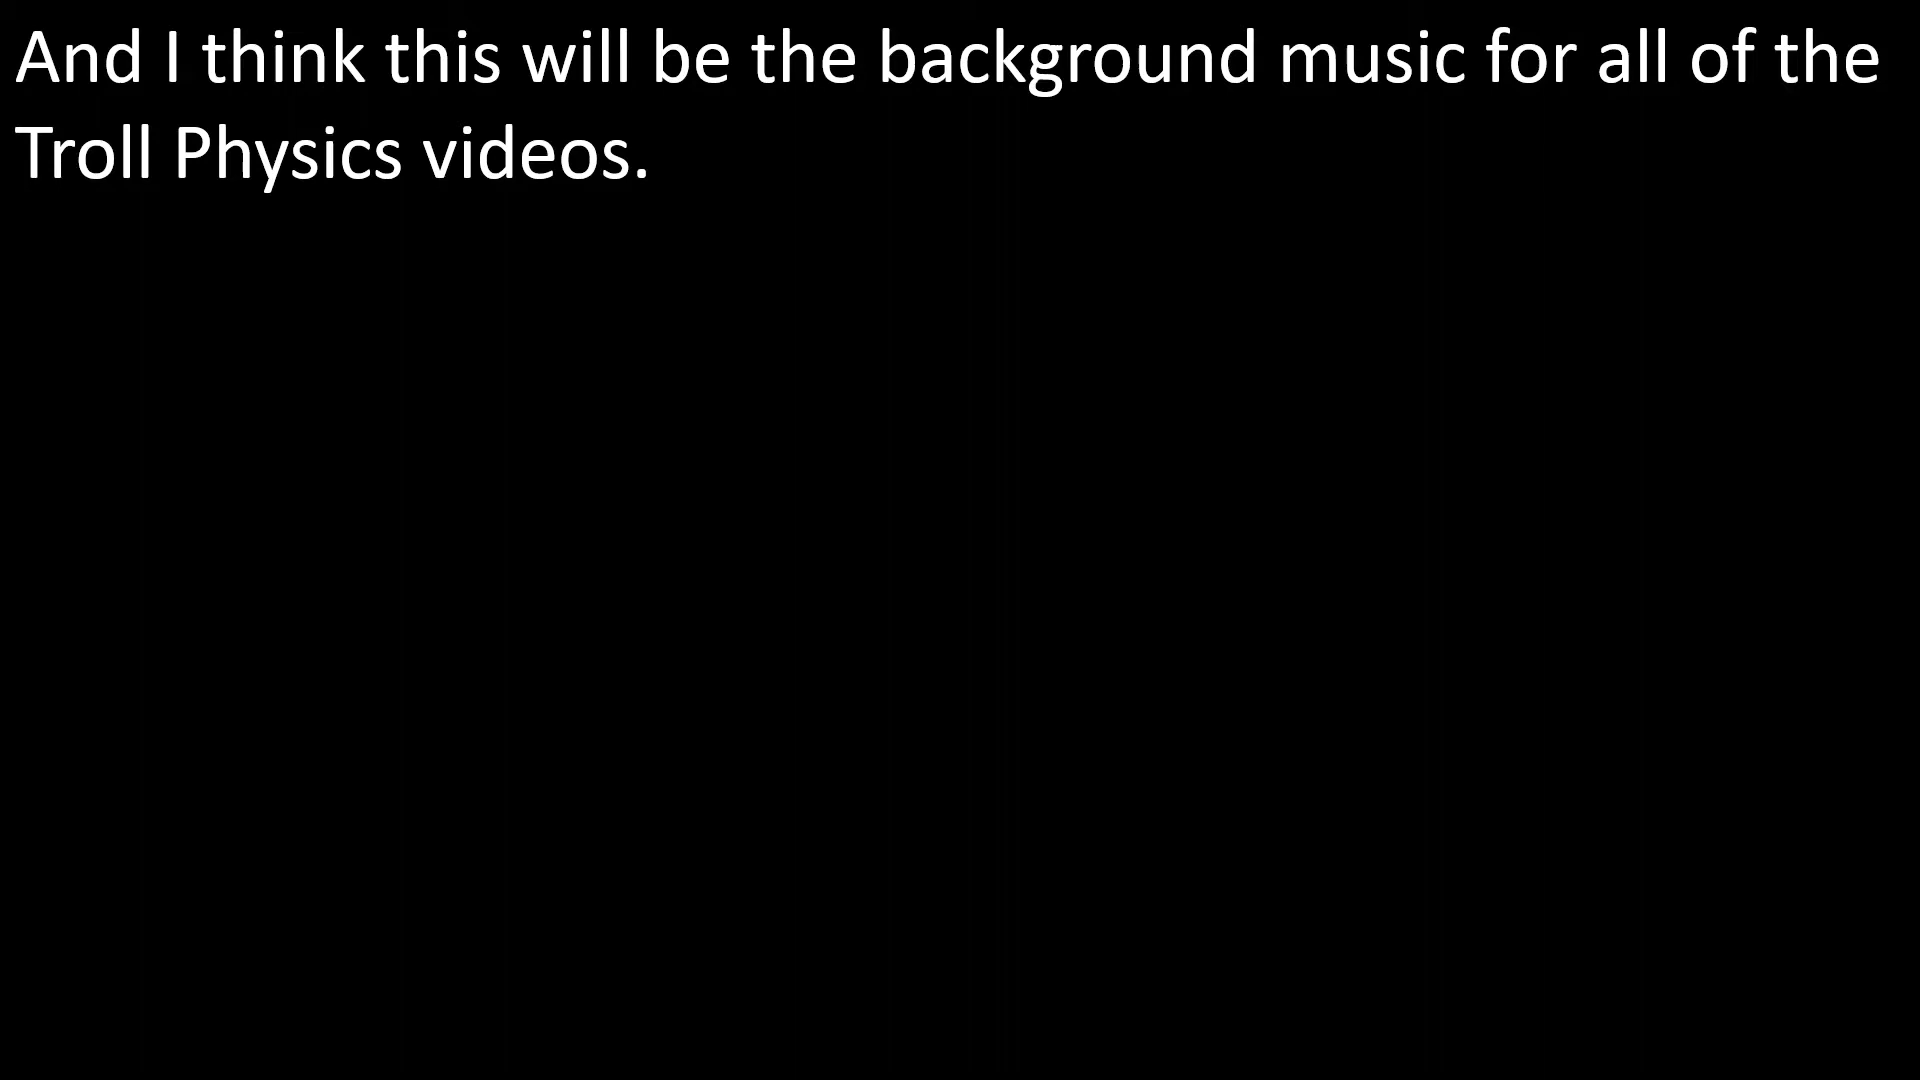 And I think this will be the background music for all of the
Troll Physics videos.